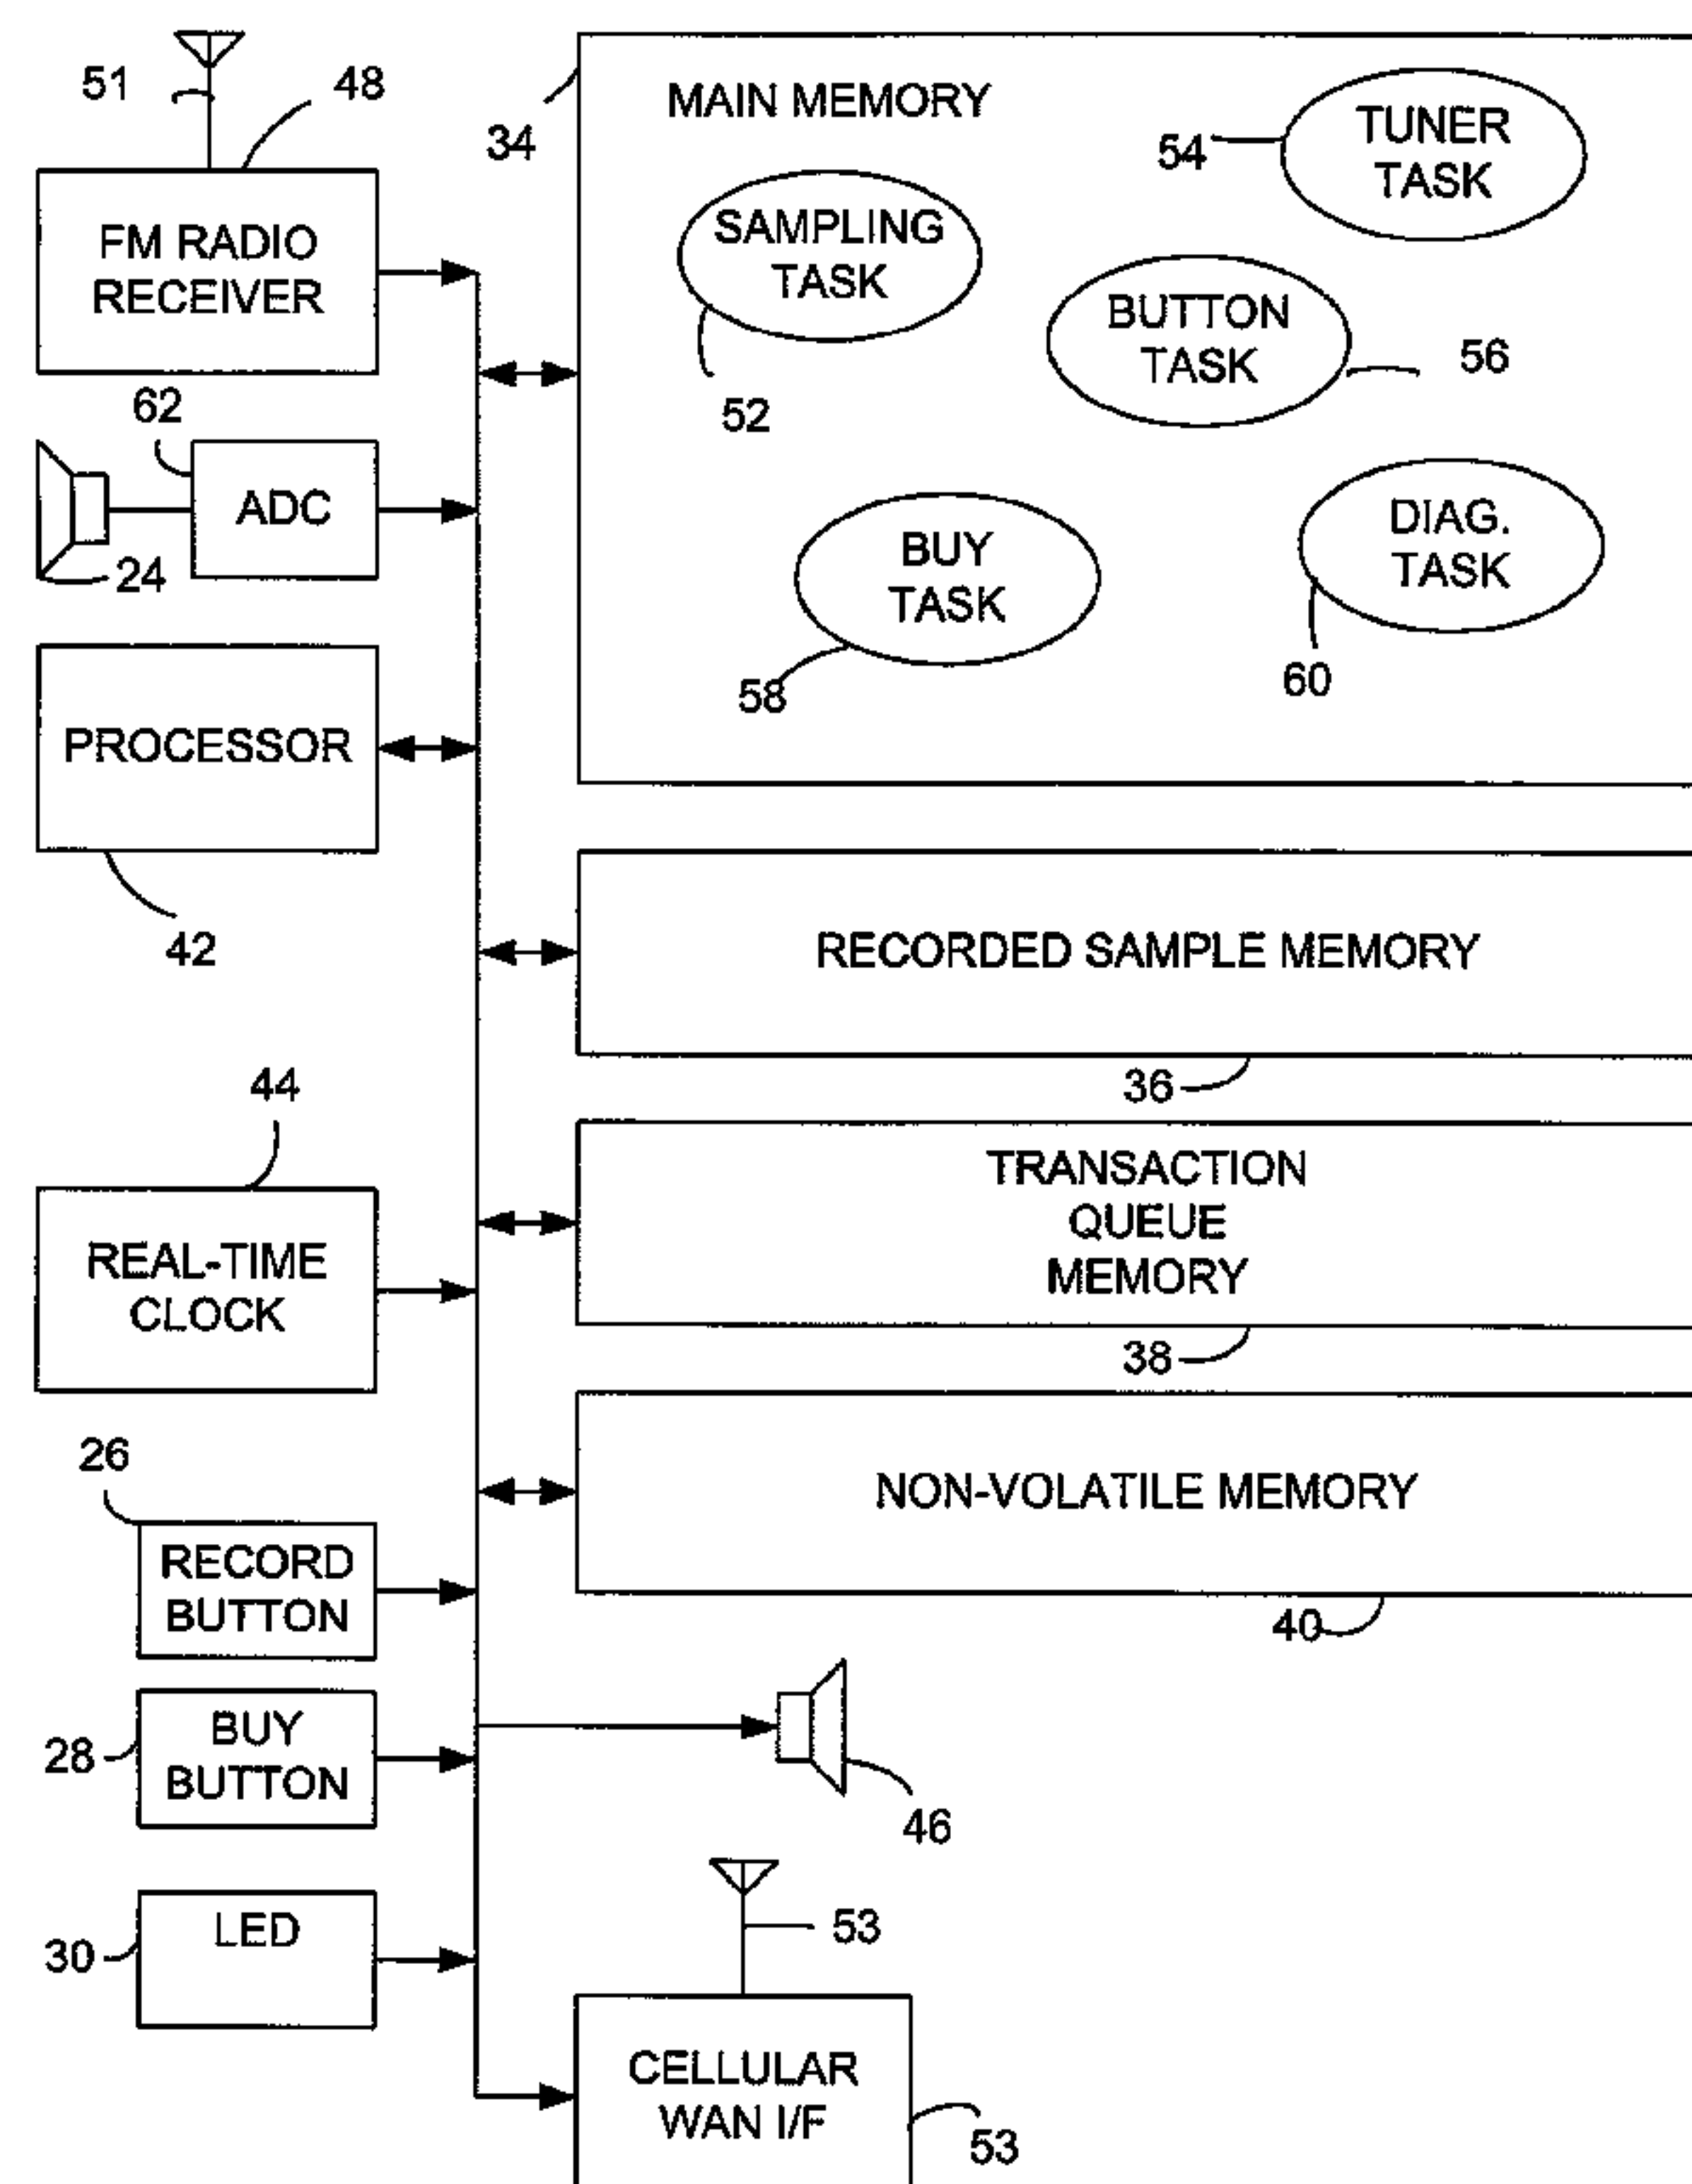 51
48
FM RADIO
RECEIVER
62
ADC
24
PROCESSOR
42
44
REAL-TIME
CLOCK
26
RECORD
BUTTON
28
BUY
BUTTON
30
LED
34
MAIN MEMORY
54
TUNER
TASK
SAMPLING
TASK
52
BUTTON
TASK
56
BUY
TASK
58
DIAG.
TASK
60
RECORDED SAMPLE MEMORY
36
TRANSACTION
QUEUE
MEMORY
38
NON-VOLATILE MEMORY
40
46
53
CELLULAR
WAN I/F
53